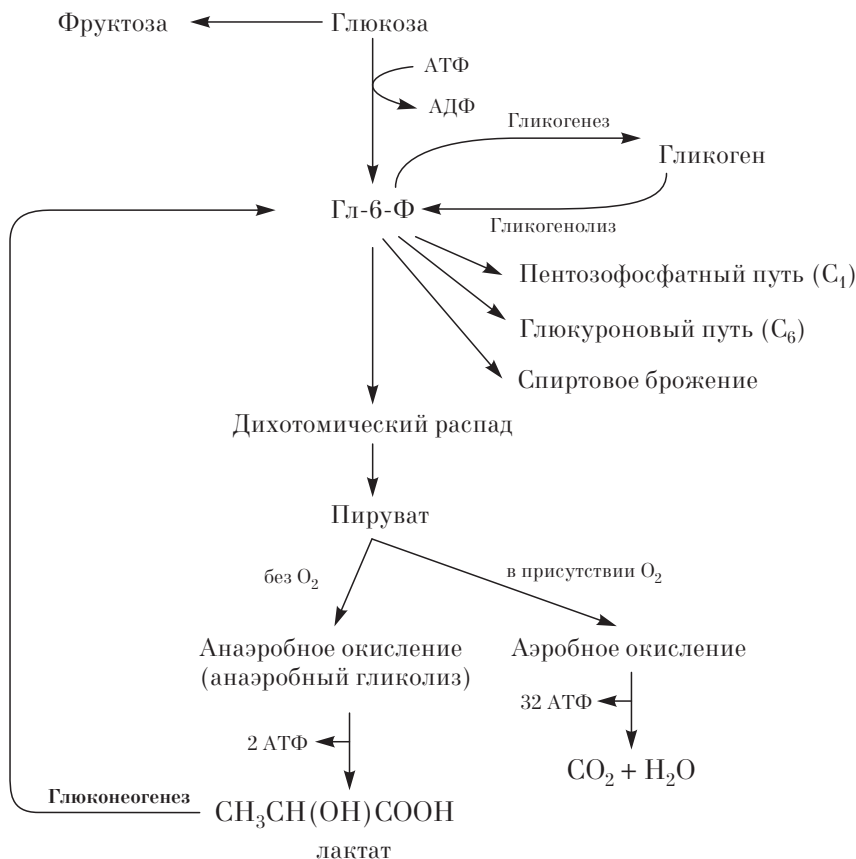 Фруктоза
Глюкоза
АТФ
АДФ
Гликогенез
Гликоген
Гл-6-Ф
Гликогенолиз
Пентозофосфатный путь (C₁)
Глюкуроновый путь (C₆)
Спиртовое брожение
Дихотомический распад
Пируват
без O₂
в присутствии O₂
Анаэробное окисление
(анаэробный гликолиз)
Аэробное окисление
32 АТФ
2 АТФ
CO₂ + H₂O
Глюконеогенез
CH₃CH(OH)COOH
лактат